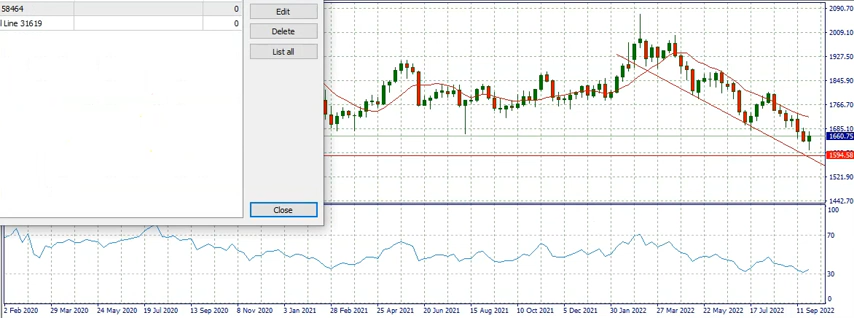 58464 0
l Line 31619 0
Edit
Delete
List all
Close
2090.70
2009.10
1927.50
1845.90
1766.70
1685.10
1660.75
1594.58
1521.90
1442.70
100
70
30
0
2 Feb 2020 29 Mar 2020 24 May 2020 19 Jul 2020 13 Sep 2020 8 Nov 2020 3 Jan 2021 28 Feb 2021 25 Apr 2021 20 Jun 2021 15 Aug 2021 10 Oct 2021 5 Dec 2021 30 Jan 2022 27 Mar 2022 22 May 2022 17 Jul 2022 11 Sep 2022